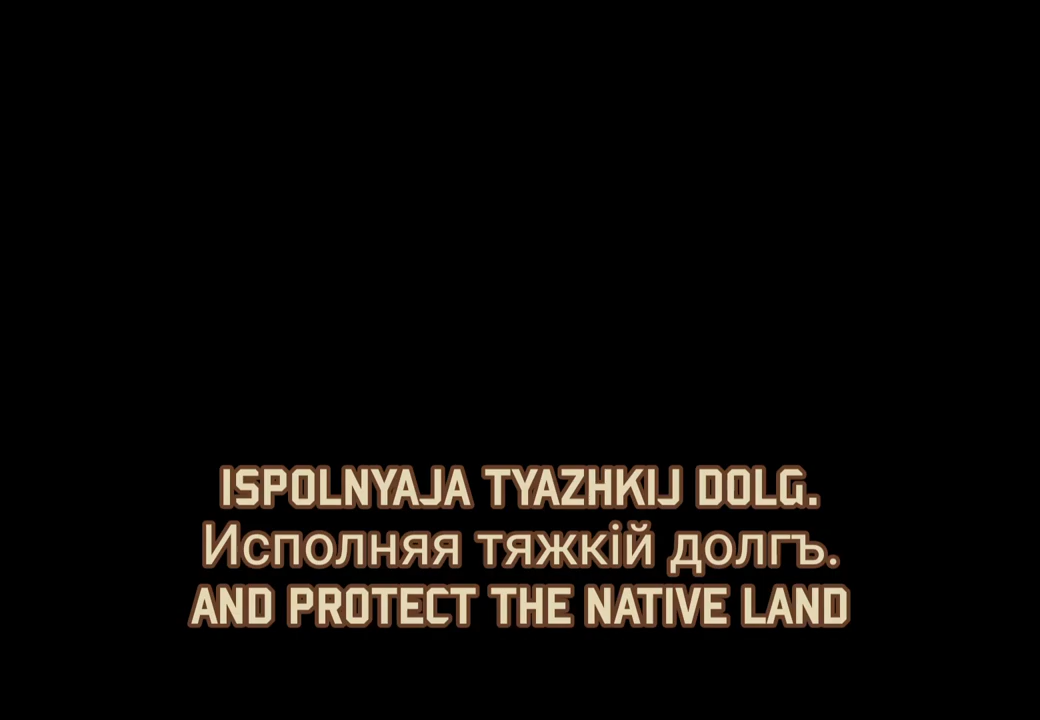 ISPOLNYAJA TYAZHKIJ DOLG.
Исполняя тяжкій долгъ.
AND PROTECT THE NATIVE LAND